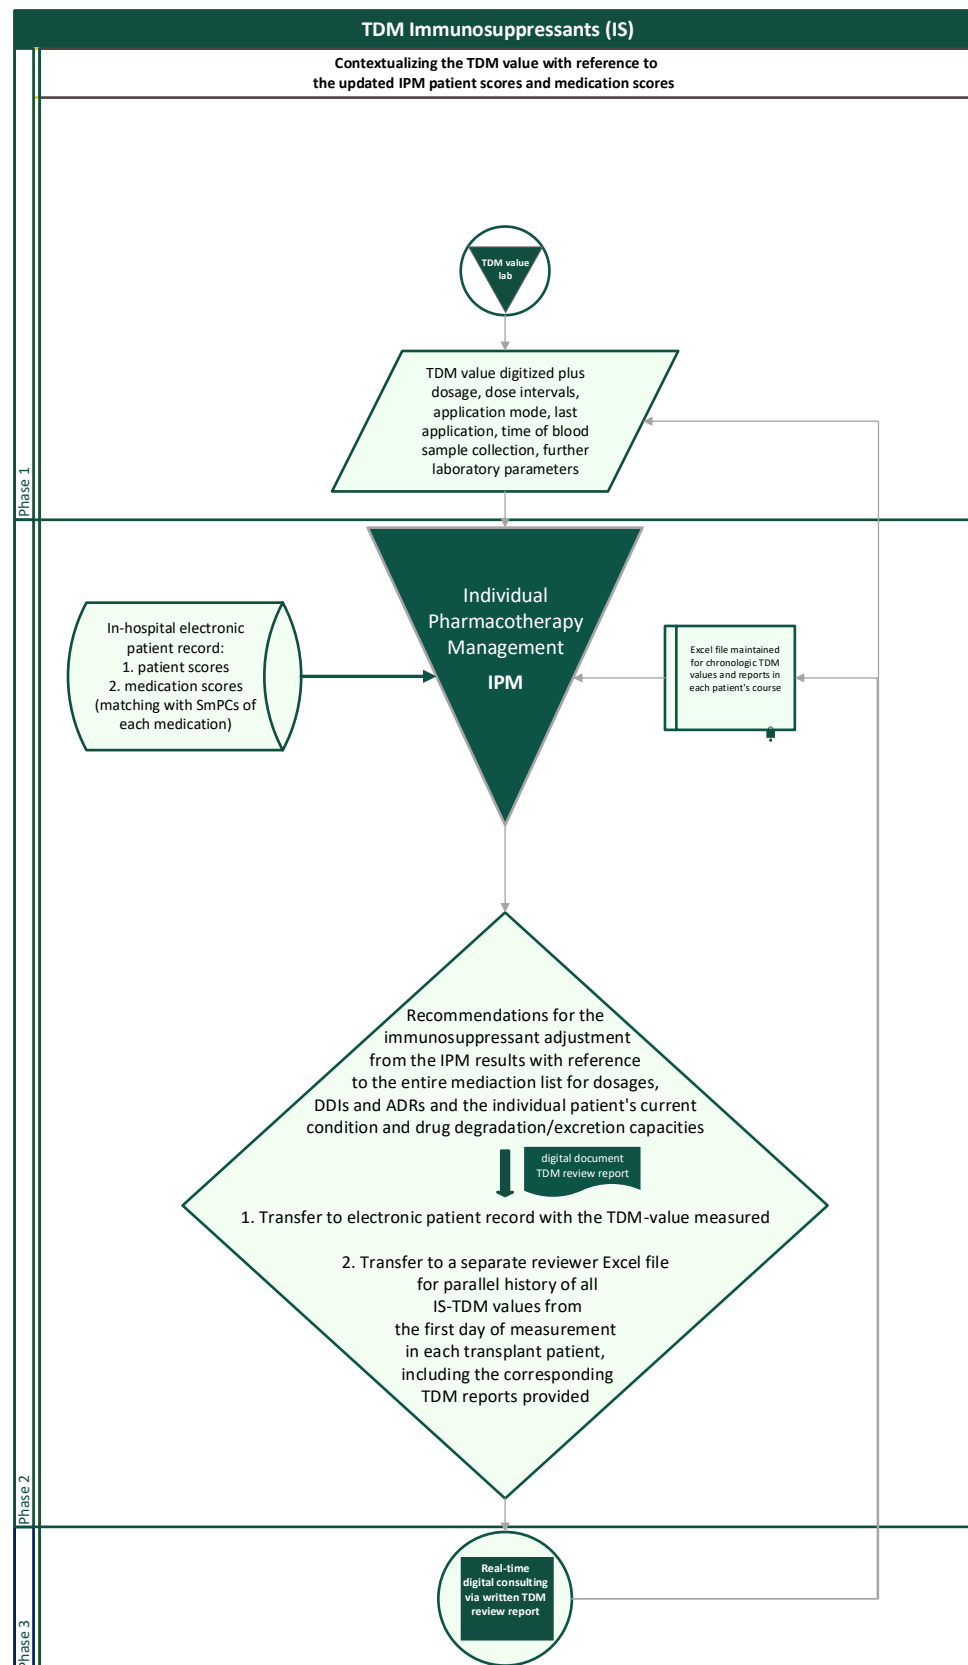 TDM Immunosuppressants (IS)
Contextualizing the TDM value with reference to
the updated IPM patient scores and medication scores
TDM value
lab
TDM value digitized plus
dosage, dose intervals,
application mode, last
application, time of blood
sample collection, further
laboratory parameters
Phase 1
Individual
Pharmacotherapy
Management
IPM
In-hospital electronic
patient record:
1. patient scores
2. medication scores
(matching with SmPCs of
each medication)
Excel file maintained
for chronologic TDM
values and reports in
each patient's course
Recommendations for the
immunosuppressant adjustment
from the IPM results with reference
to the entire mediaction list for dosages,
DDIs and ADRs and the individual patient's current
condition and drug degradation/excretion capacities
digital document
TDM review report
1. Transfer to electronic patient record with the TDM-value measured
2. Transfer to a separate reviewer Excel file
for parallel history of all
IS-TDM values from
the first day of measurement
in each transplant patient,
including the corresponding
TDM reports provided
Phase 2
Real-time
digital consulting
via written TDM
review report
Phase 3